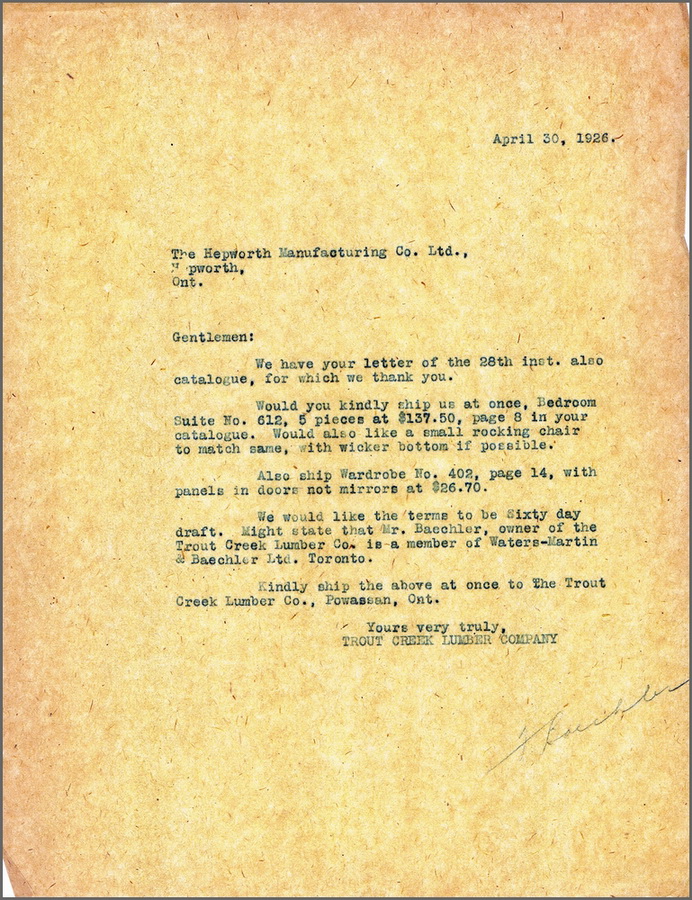 April 30, 1926.
The Hepworth Manufacturing Co. Ltd.,
Hepworth,
Ont.
Gentlemen:
We have your letter of the 28th inst. also
catalogue, for which we thank you.
Would you kindly ship us at once, Bedroom
Suite No. 612, 5 pieces at $137.50, page 8 in your
catalogue. Would also like a small rocking chair
to match same, with wicker bottom if possible.
Also ship Wardrobe No. 402, page 14, with
panels in doors not mirrors at $26.70.
We would like the terms to be Sixty day
draft. Might state that Mr. Baechler, owner of the
Trout Creek Lumber Co. is a member of Waters-Martin
& Baechler Ltd. Toronto.
Kindly ship the above at once to The Trout
Creek Lumber Co., Powassan, Ont.
Yours very truly,
TROUT CREEK LUMBER COMPANY
Baechler